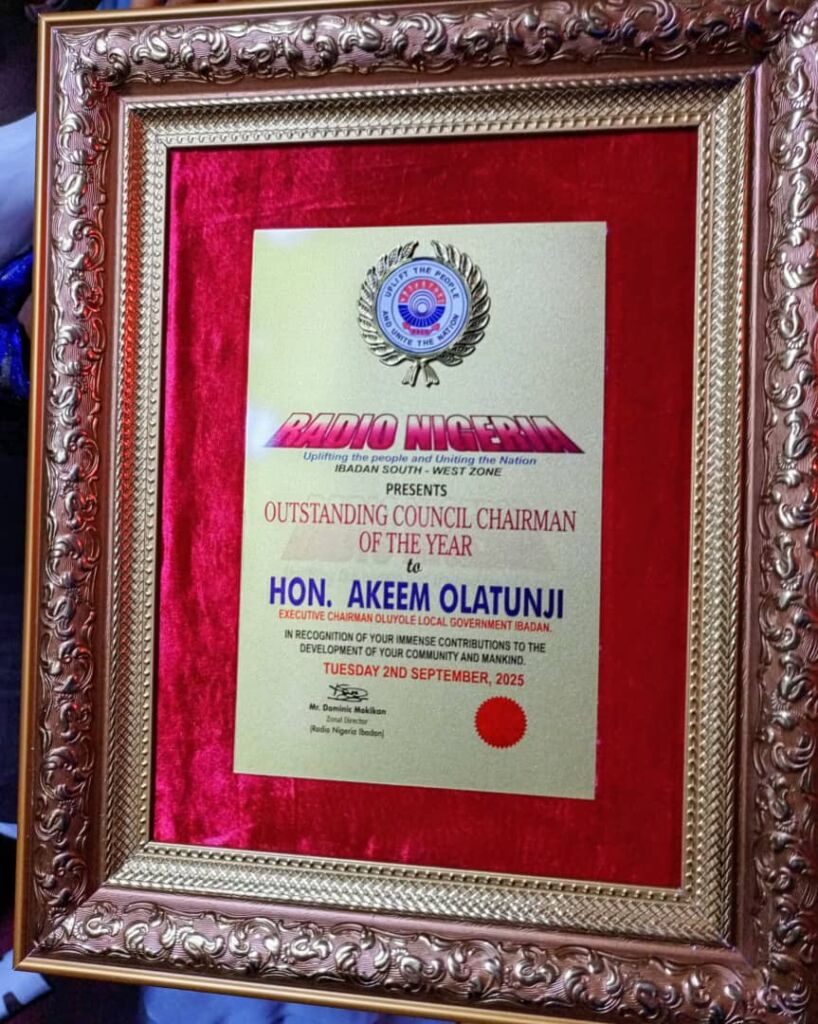 UPLIFT THE PEOPLE
AND UNITE THE NATION
RADIO NIGERIA
Uplifting the people and Uniting the Nation
IBADAN SOUTH - WEST ZONE
PRESENTS
OUTSTANDING COUNCIL CHAIRMAN
OF THE YEAR
to
HON. AKEEM OLATUNJI
EXECUTIVE CHAIRMAN OLUYOLE LOCAL GOVERNMENT IBADAN.
IN RECOGNITION OF YOUR IMMENSE CONTRIBUTIONS TO THE
DEVELOPMENT OF YOUR COMMUNITY AND MANKIND.
TUESDAY 2ND SEPTEMBER, 2025
Mr. Dominic Mokikan
Zonal Director
(Radio Nigeria Ibadan)